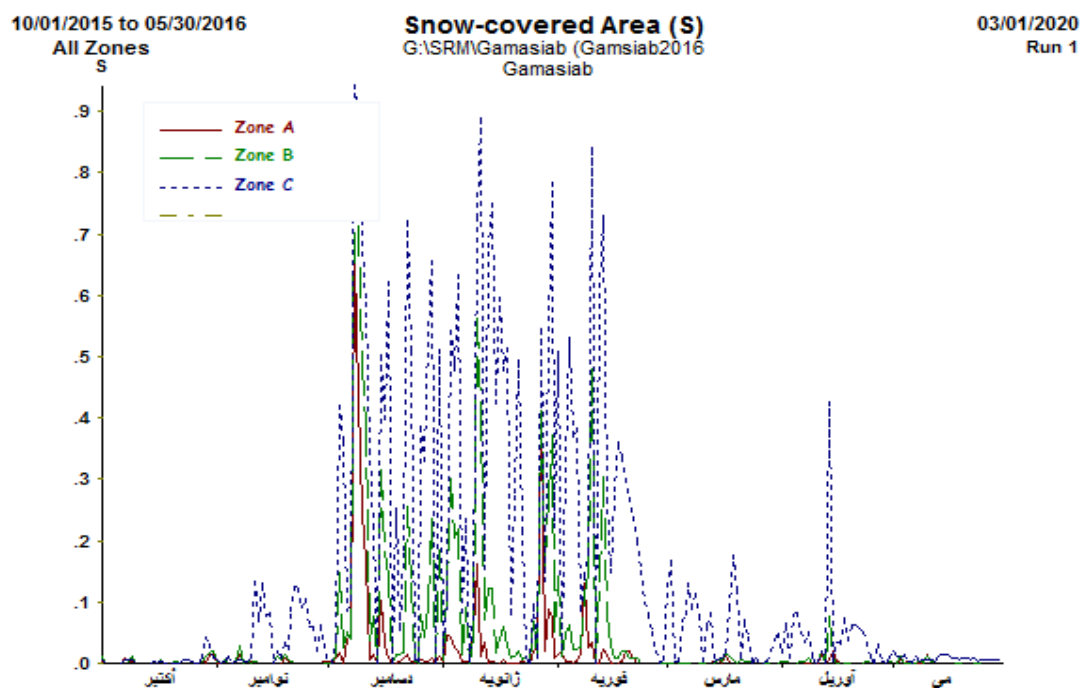 10/01/2015 to 05/30/2016
All Zones
Snow-covered Area (S)
G:\SRM\Gamasiab (Gamsiab2016
Gamasiab
03/01/2020
Run 1
S
.9
.8
.7
.6
.5
.4
.3
.2
.1
.0
Zone A
Zone B
Zone C
أكتبر نوامبر دسامبر ژانویه فوریه مارس آوریل می